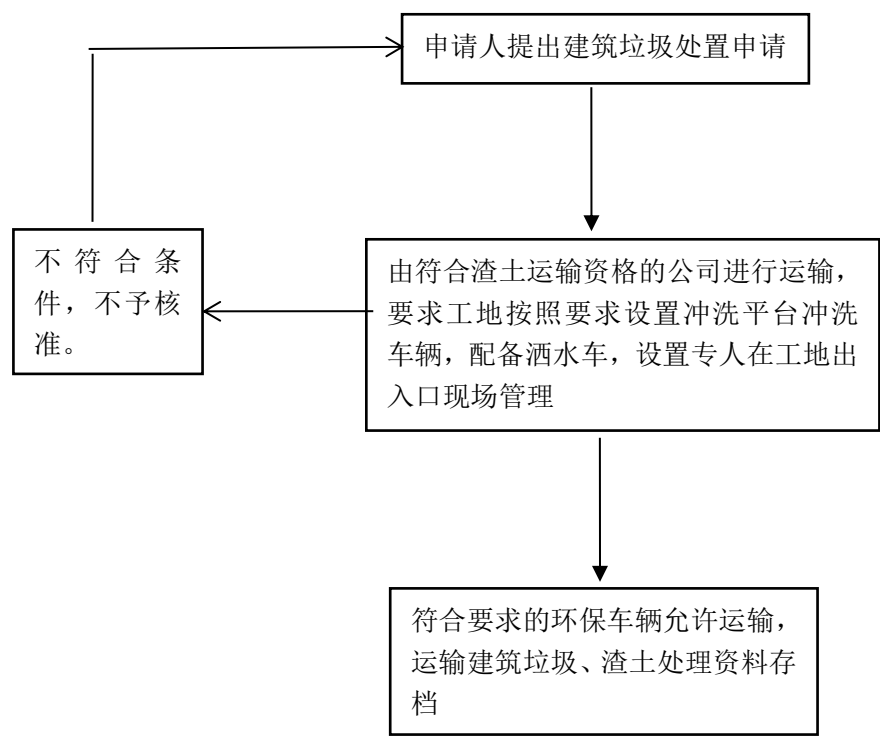 申请人提出建筑垃圾处置申请
不符合条
件，不予核
准。
由符合渣土运输资格的公司进行运输，
要求工地按照要求设置冲洗平台冲洗
车辆，配备洒水车，设置专人在工地出
入口现场管理
符合要求的环保车辆允许运输，
运输建筑垃圾、渣土处理资料存
档